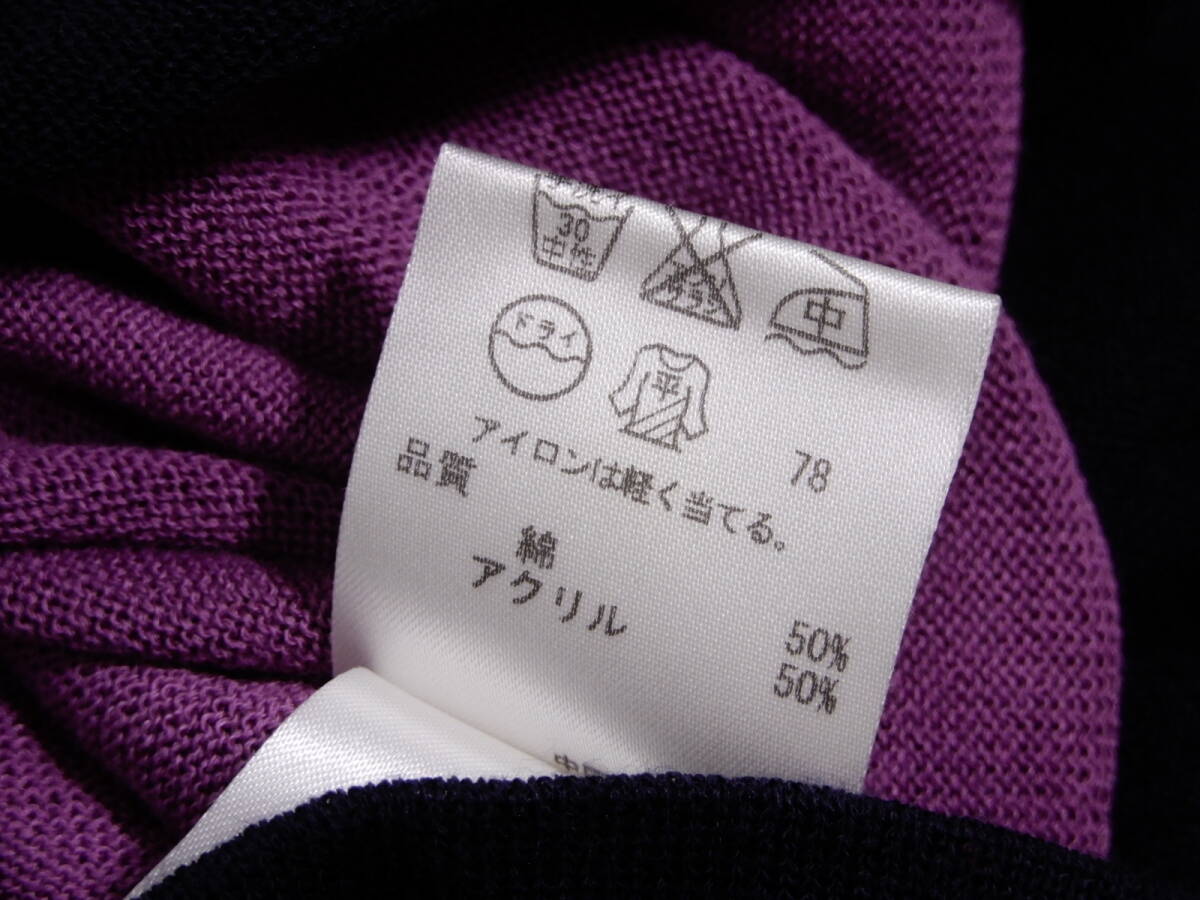 30
中性
中
ドライ
平
78
アイロンは軽く当てる。
品質
綿 50%
アクリル 50%